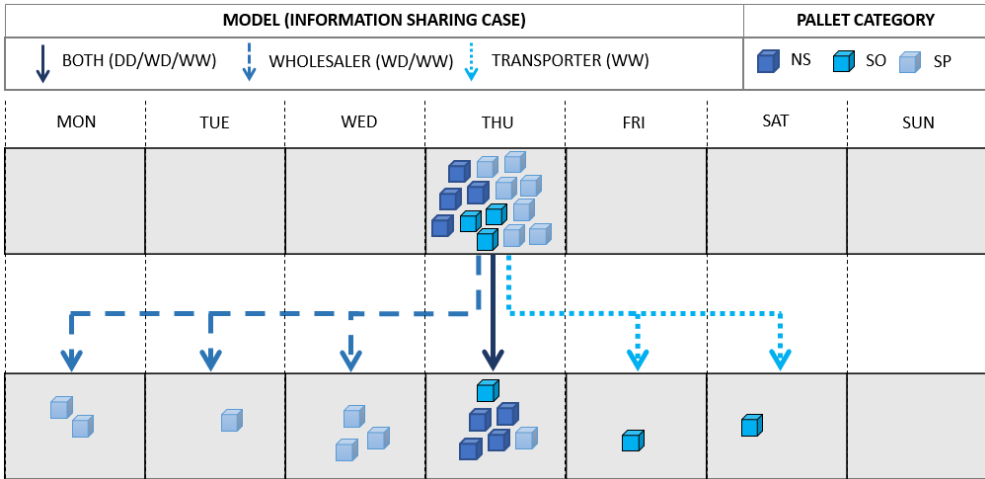 MODEL (INFORMATION SHARING CASE) PALLET CATEGORY
BOTH (DD/WD/WW) WHOLESALER (WD/WW) TRANSPORTER (WW) NS SO SP
MON TUE WED THU FRI SAT SUN